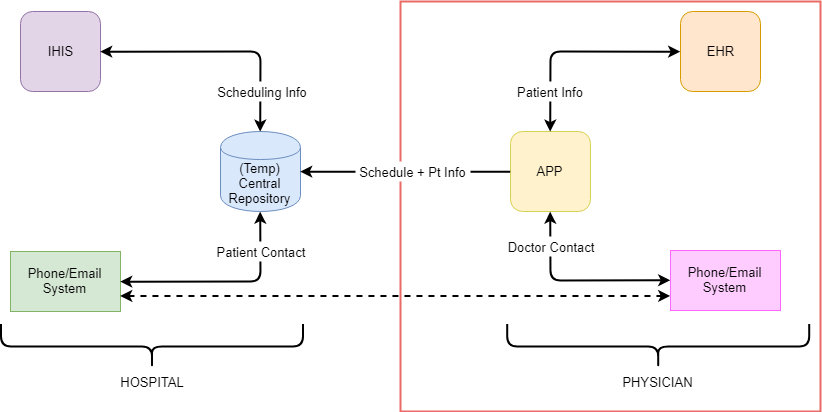 IHIS
EHR
Scheduling Info
Patient Info
(Temp)
Central
Repository
Schedule + Pt Info
APP
Patient Contact
Doctor Contact
Phone/Email
System
Phone/Email
System
HOSPITAL
PHYSICIAN